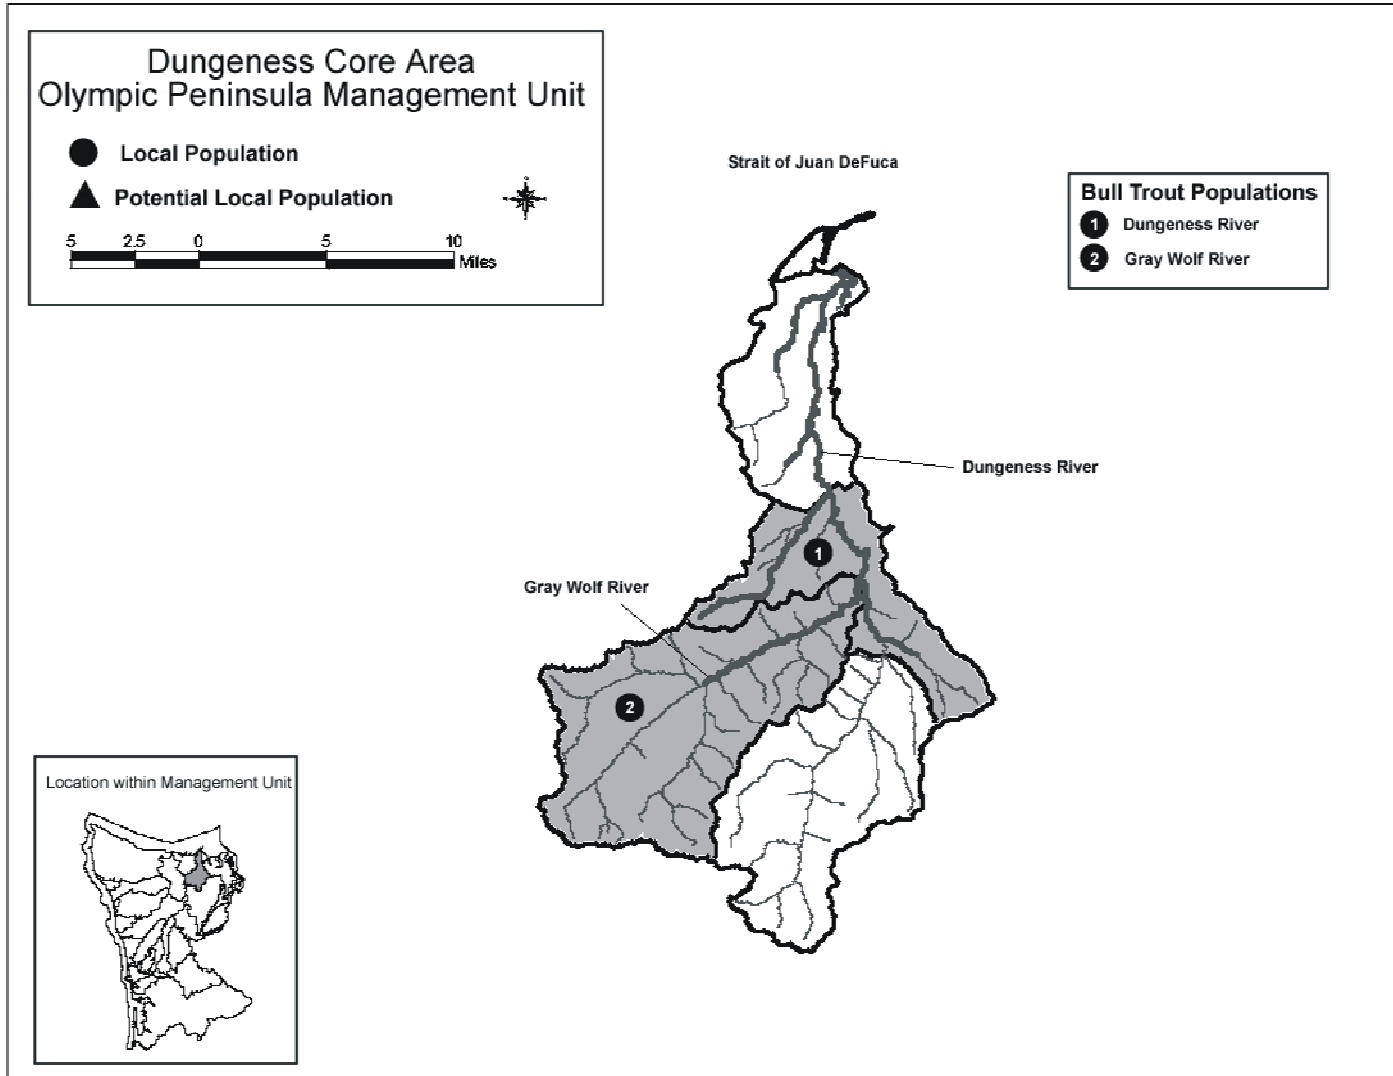 Dungeness Core Area
Olympic Peninsula Management Unit
Local Population
Potential Local Population
5 2.5 0 5 10
Miles
Strait of Juan DeFuca
Bull Trout Populations
1 Dungeness River
2 Gray Wolf River
Dungeness River
1
Gray Wolf River
2
Location within Management Unit